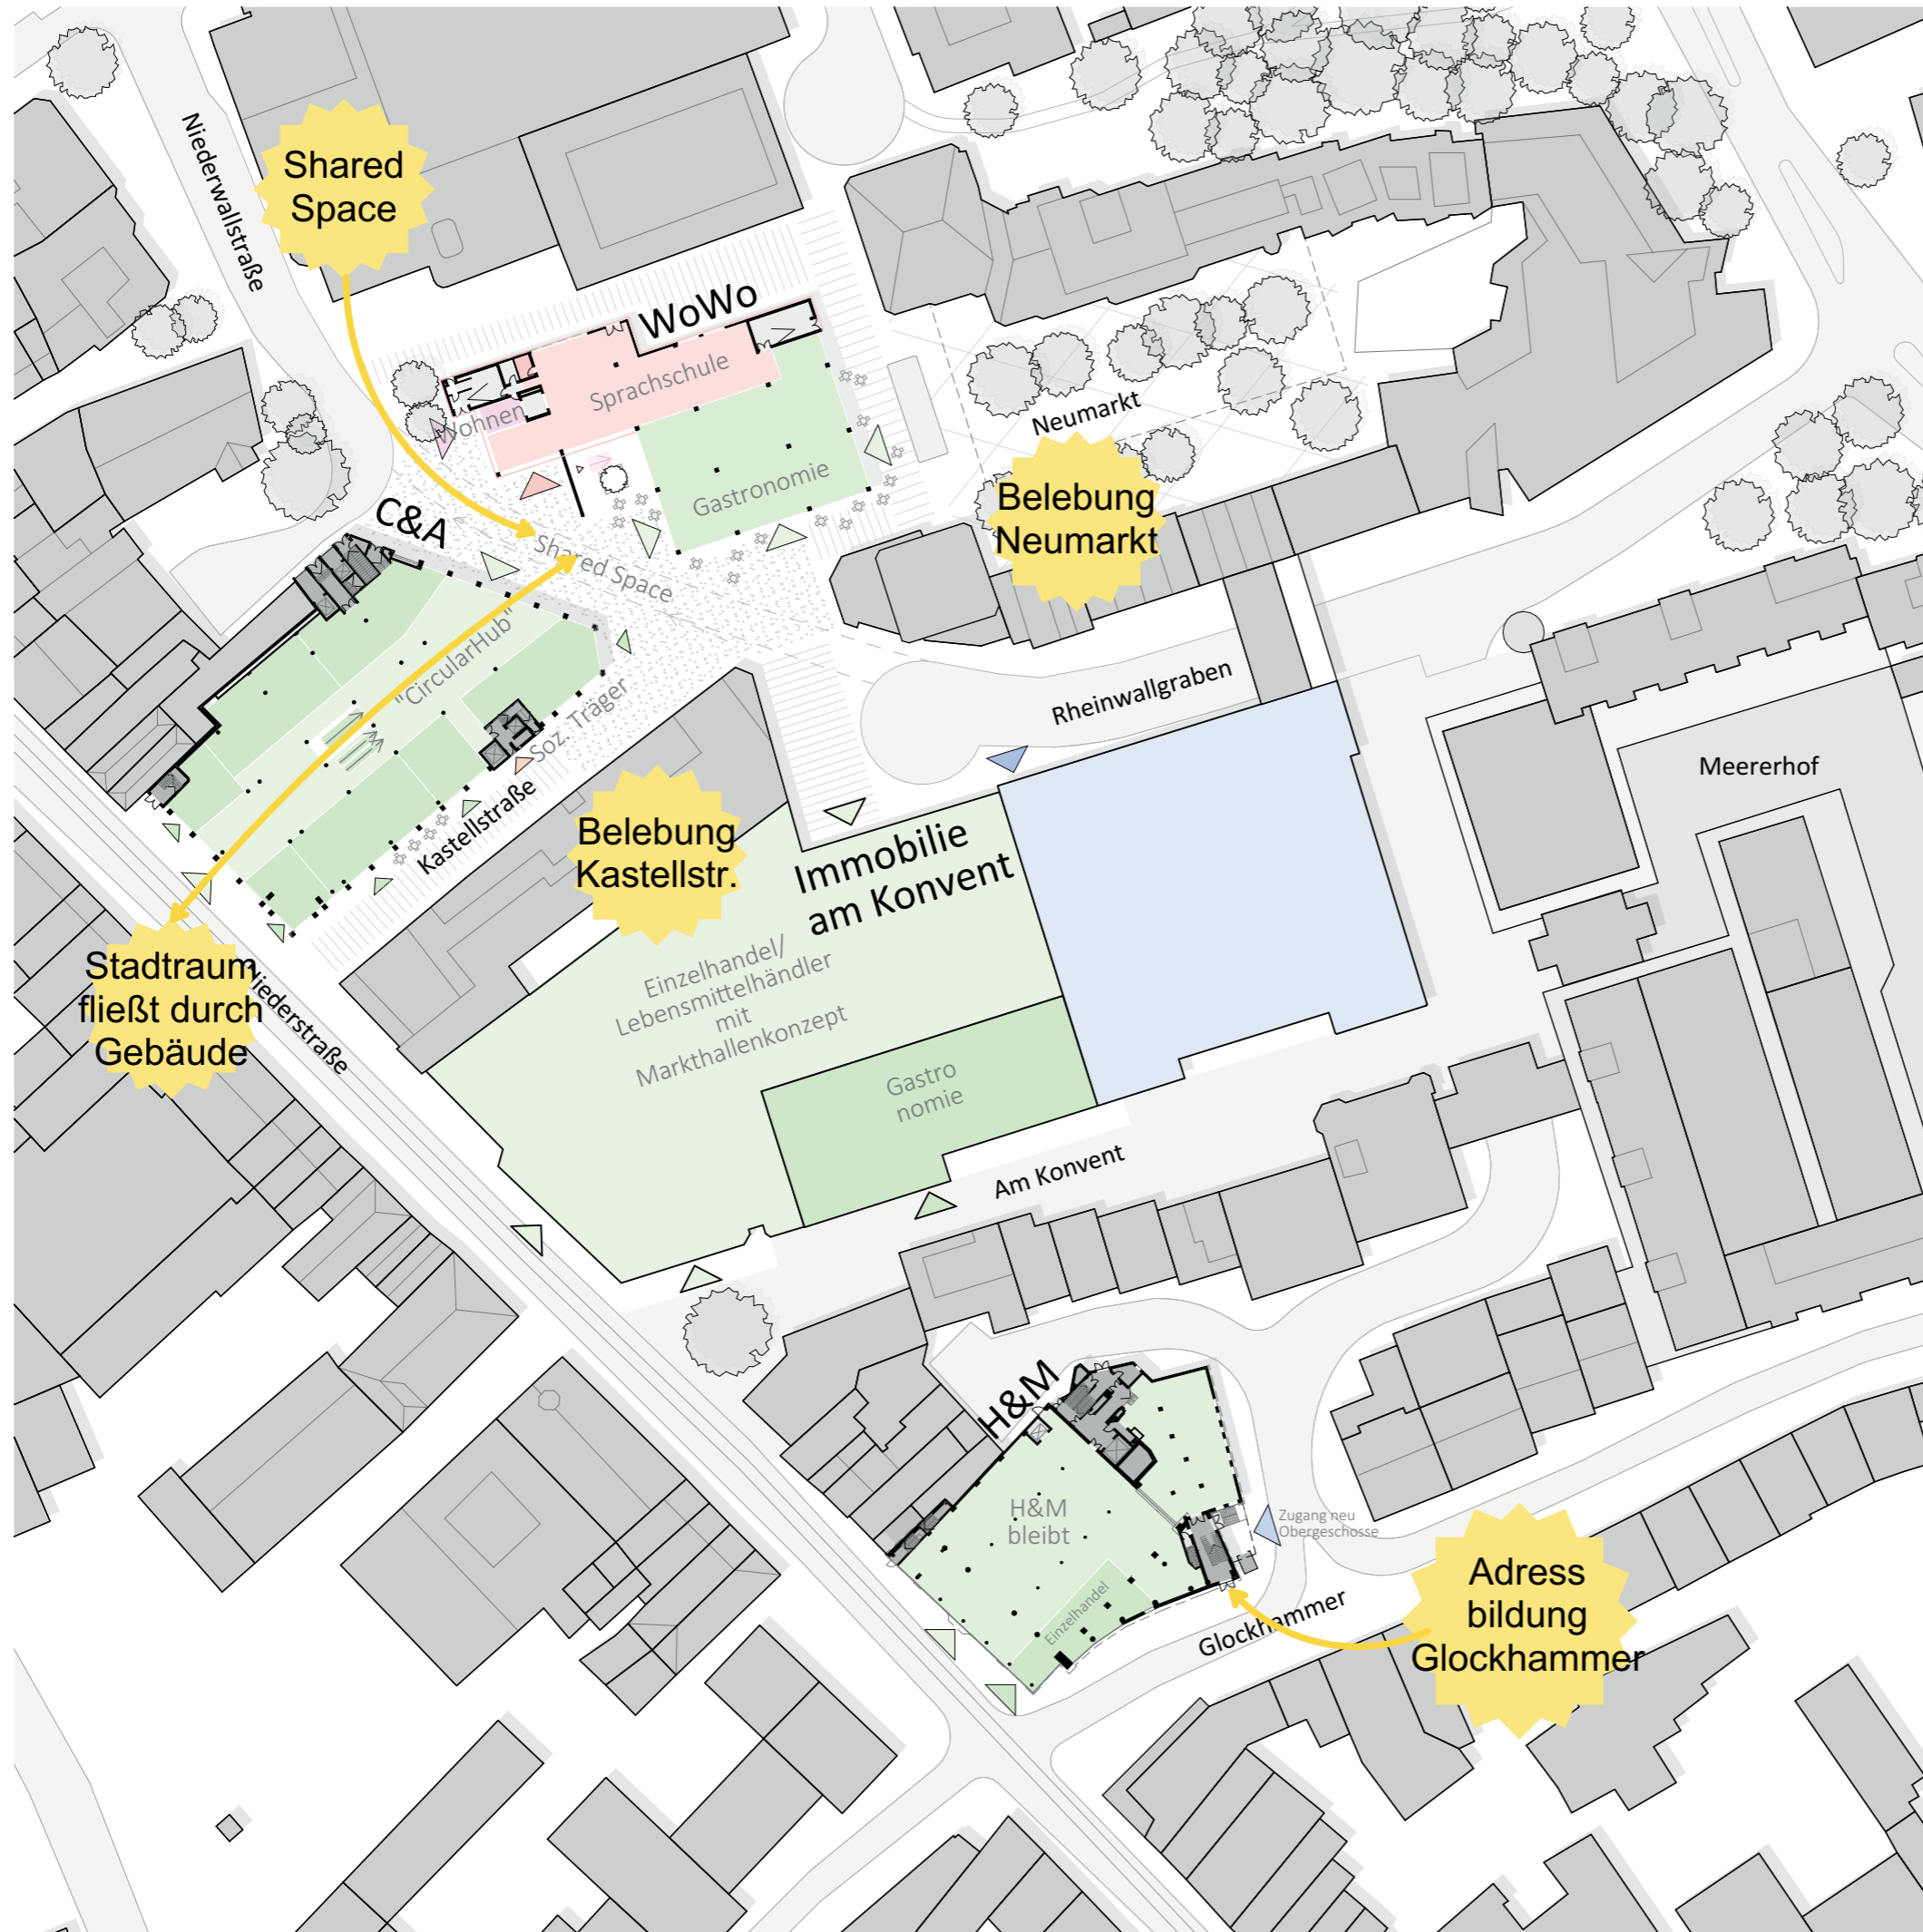 Niederwallstraße
Shared
Space
WoWo
Sprachschule
Wohnen
Gastronomie
Neumarkt
Belebung
Neumarkt
C&A
Shared Space
"CircularHub"
Soz. Träger
Kastellstraße
Rheinwallgraben
Meererhof
Belebung
Kastellstr.
Immobilie
am Konvent
Einzelhandel/
Lebensmittelhändler
mit
Markthallenkonzept
Gastro
nomie
Stadtraum
fließt durch
Gebäude
Niederstraße
Am Konvent
H&M
H&M
bleibt
Einzelhandel
Zugang neu
Obergeschosse
Glockhammer
Adress
bildung
Glockhammer